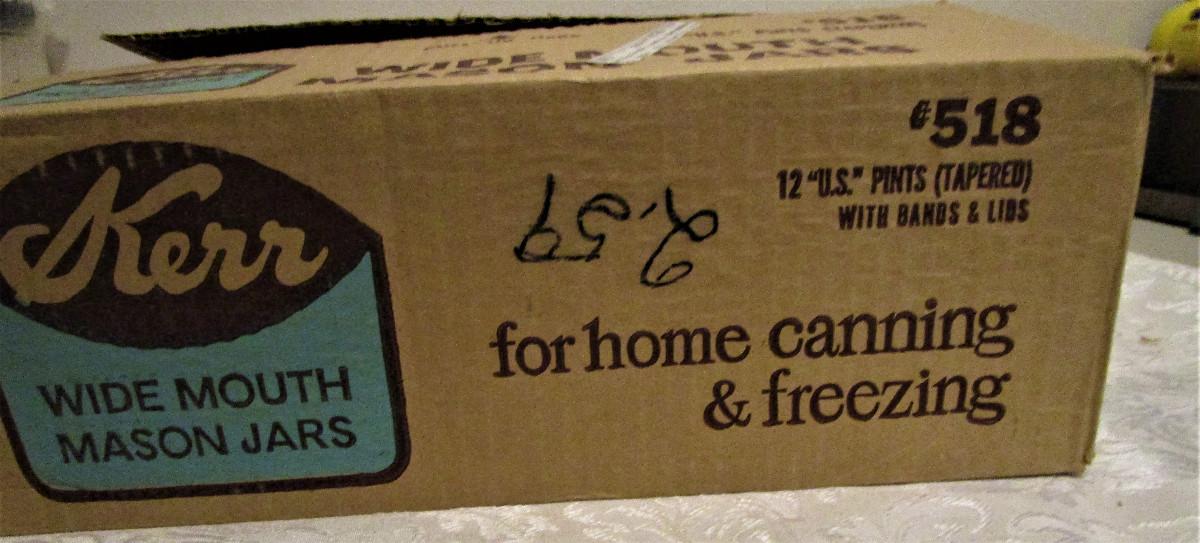 #518
WIDE MOUTH
MASON JARS
Kerr
WIDE MOUTH
MASON JARS
2.59
#518
12 "U.S." PINTS (TAPERED)
WITH BANDS & LIDS
for home canning
& freezing